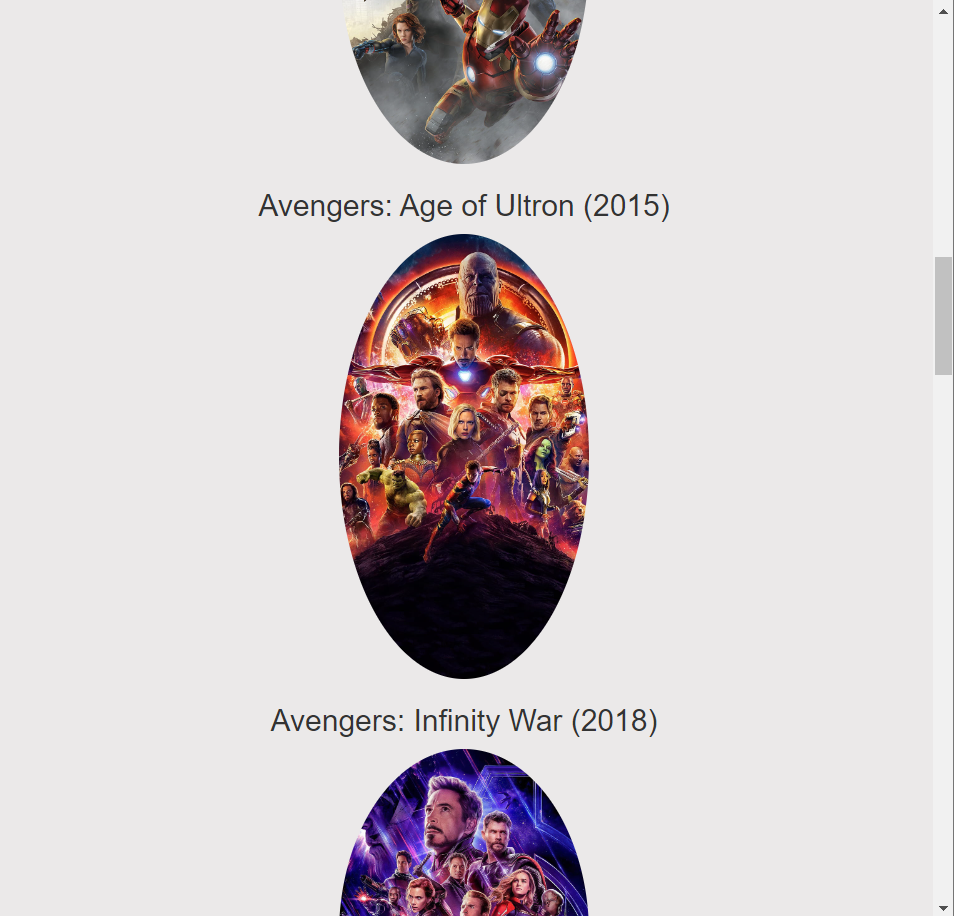 Avengers: Age of Ultron (2015)
Avengers: Infinity War (2018)